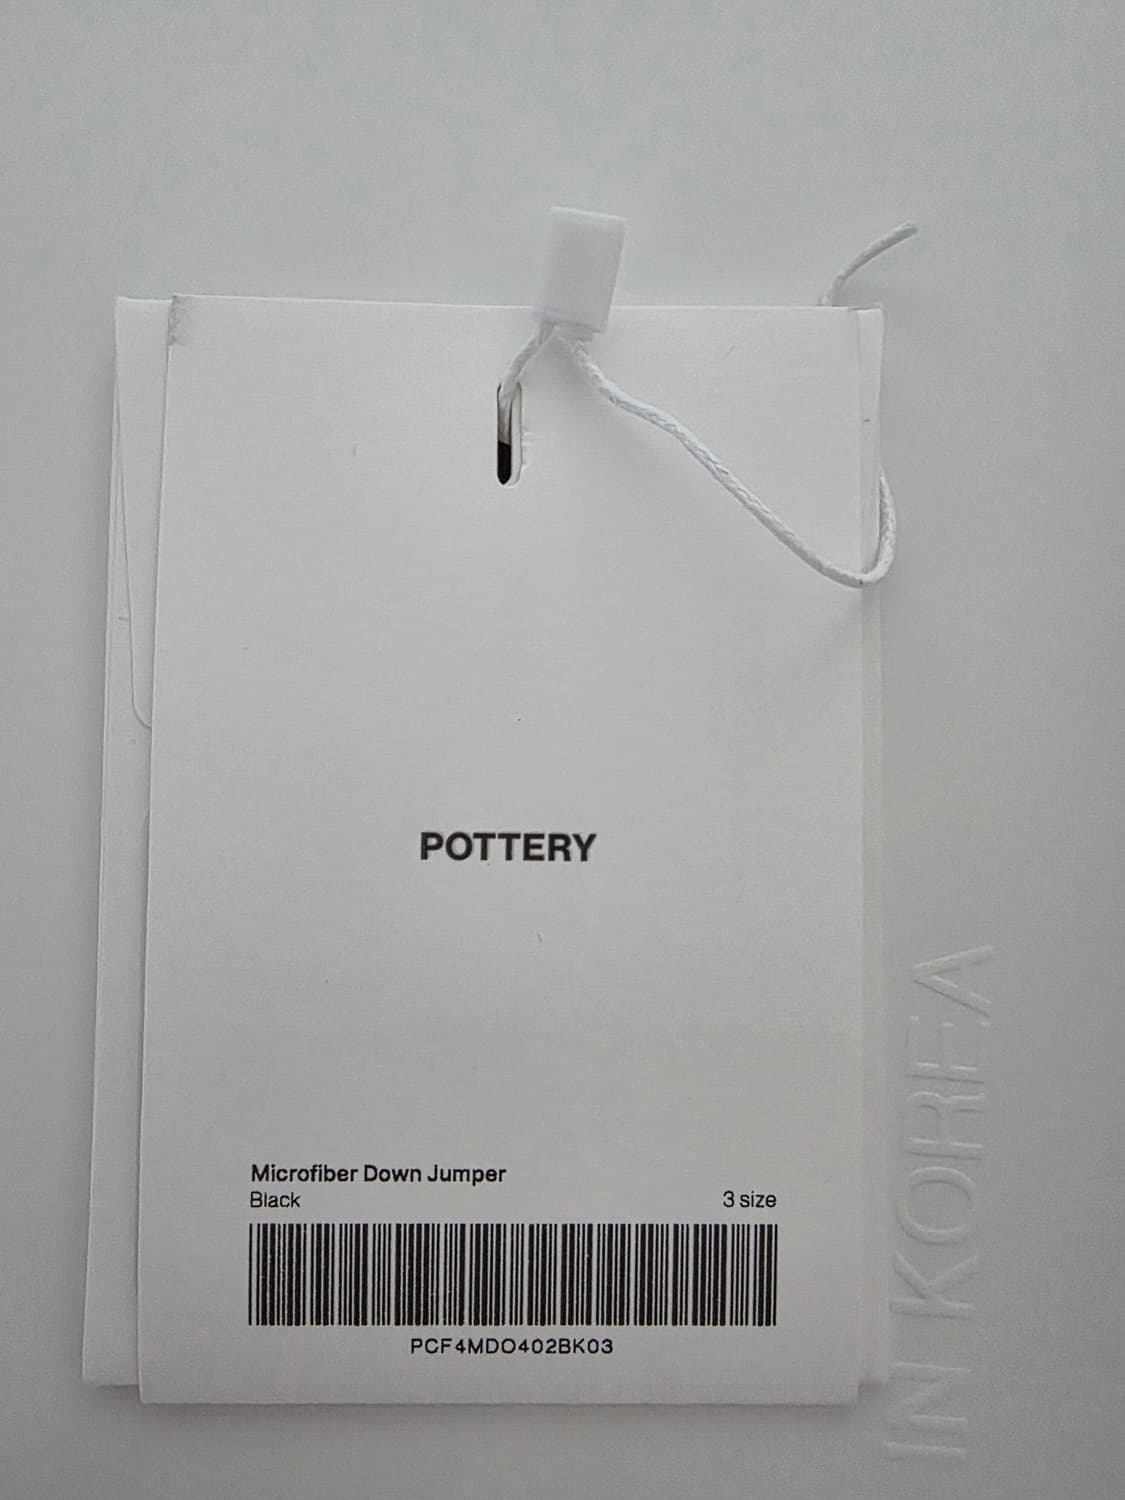 POTTERY
Microfiber Down Jumper
Black
3 size
PCF4MDO402BK03
IN KOREA